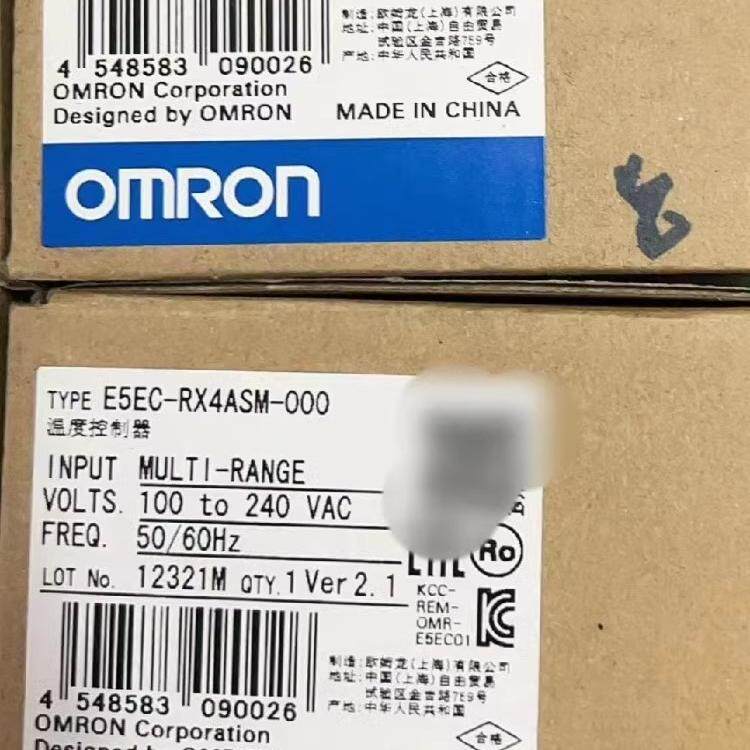 制造:欧姆龙(上海)有限公司
地址:中国(上海)自由贸易
试验区金吉路789号
产地:中华人民共和国
4 548583 090026
合格
OMRON Corporation
Designed by OMRON
MADE IN CHINA
OMRON
TYPE E5EC-RX4ASM-000
温度控制器
INPUT MULTI-RANGE
VOLTS. 100 to 240 VAC
FREQ. 50/60Hz
LOT No. 12321M QTY.1 Ver 2.1
Ro
KCC-
REM-
OMR-
E5EC01
制造:欧姆龙(上海)有限公司
地址:中国(上海)自由贸易
试验区金吉路789号
产地:中华人民共和国
4 548583 090026
合格
OMRON Corporation
Designed by